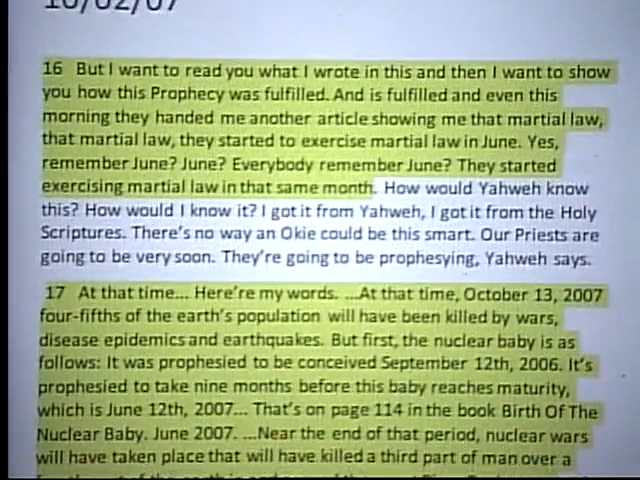 10/02/07
16 But I want to read you what I wrote in this and then I want to show
you how this Prophecy was fulfilled. And is fulfilled and even this
morning they handed me another article showing me that martial law,
that martial law, they started to exercise martial law in June. Yes,
remember June? June? Everybody remember June? They started
exercising martial law in that same month. How would Yahweh know
this? How would I know it? I got it from Yahweh, I got it from the Holy
Scriptures. There's no way an Okie could be this smart. Our Priests are
going to be very soon. They're going to be prophesying, Yahweh says.
17 At that time... Here're my words. ...At that time, October 13, 2007
four-fifths of the earth's population will have been killed by wars,
disease epidemics and earthquakes. But first, the nuclear baby is as
follows: It was prophesied to be conceived September 12th, 2006. It's
prophesied to take nine months before this baby reaches maturity,
which is June 12th, 2007... That's on page 114 in the book Birth Of The
Nuclear Baby. June 2007. ...Near the end of that period, nuclear wars
will have taken place that will have killed a third part of man over a